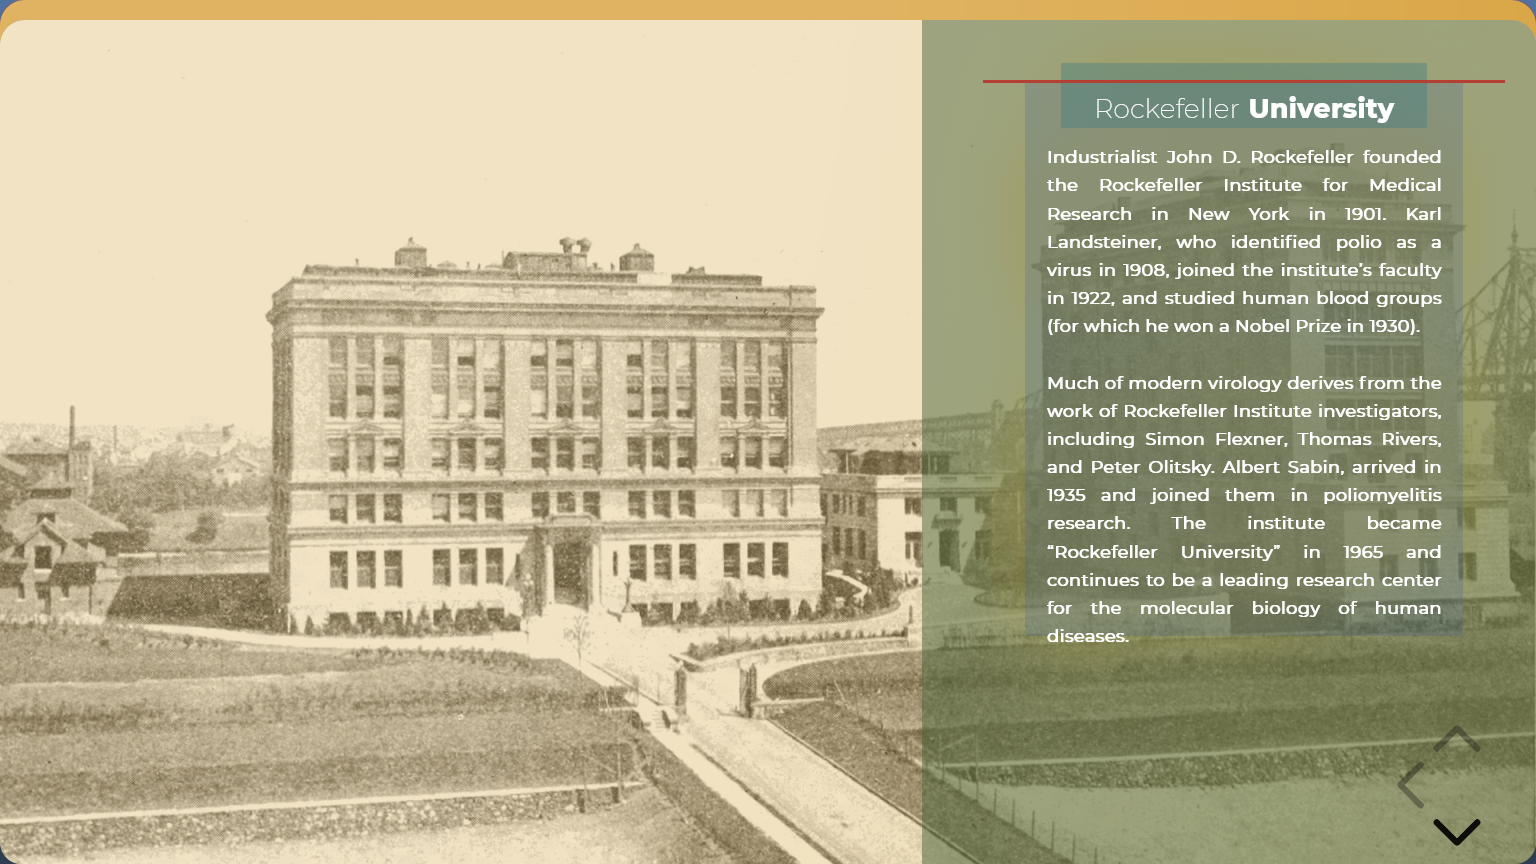 Rockefeller University
Industrialist John D. Rockefeller founded
the Rockefeller Institute for Medical
Research in New York in 1901. Karl
Landsteiner, who identified polio as a
virus in 1908, joined the institute’s faculty
in 1922, and studied human blood groups
(for which he won a Nobel Prize in 1930).
Much of modern virology derives from the
work of Rockefeller Institute investigators,
including Simon Flexner, Thomas Rivers,
and Peter Olitsky. Albert Sabin, arrived in
1935 and joined them in poliomyelitis
research. The institute became
“Rockefeller University” in 1965 and
continues to be a leading research center
for the molecular biology of human
diseases.